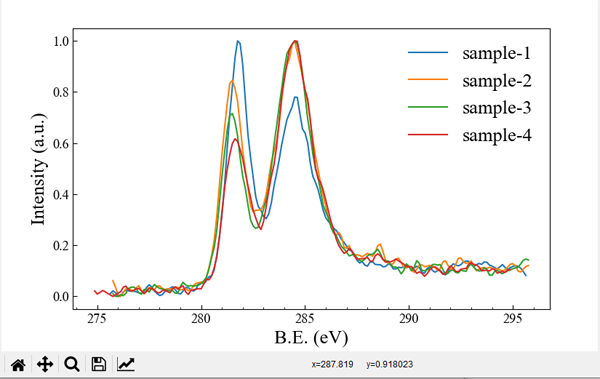 sample-1
sample-2
sample-3
sample-4
Intensity (a.u.)
1.0
0.8
0.6
0.4
0.2
0.0
275 280 285 290 295
B.E. (eV)
x=287.819 y=0.918023